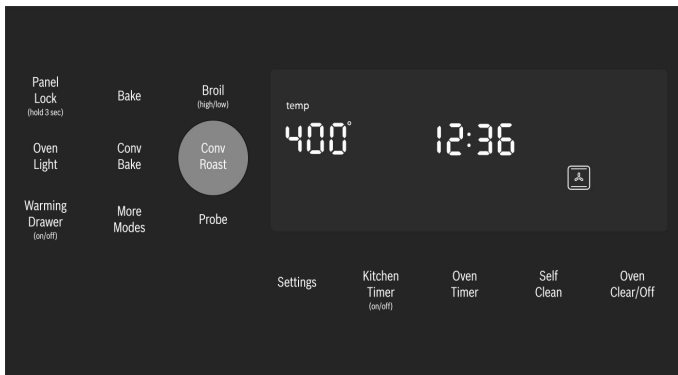 Panel
Lock
(hold 3 sec)
Bake
Broil
(high/low)
Oven
Light
Conv
Bake
Conv
Roast
Warming
Drawer
(on/off)
More
Modes
Probe
temp
400°
12:36
Settings
Kitchen
Timer
(on/off)
Oven
Timer
Self
Clean
Oven
Clear/Off